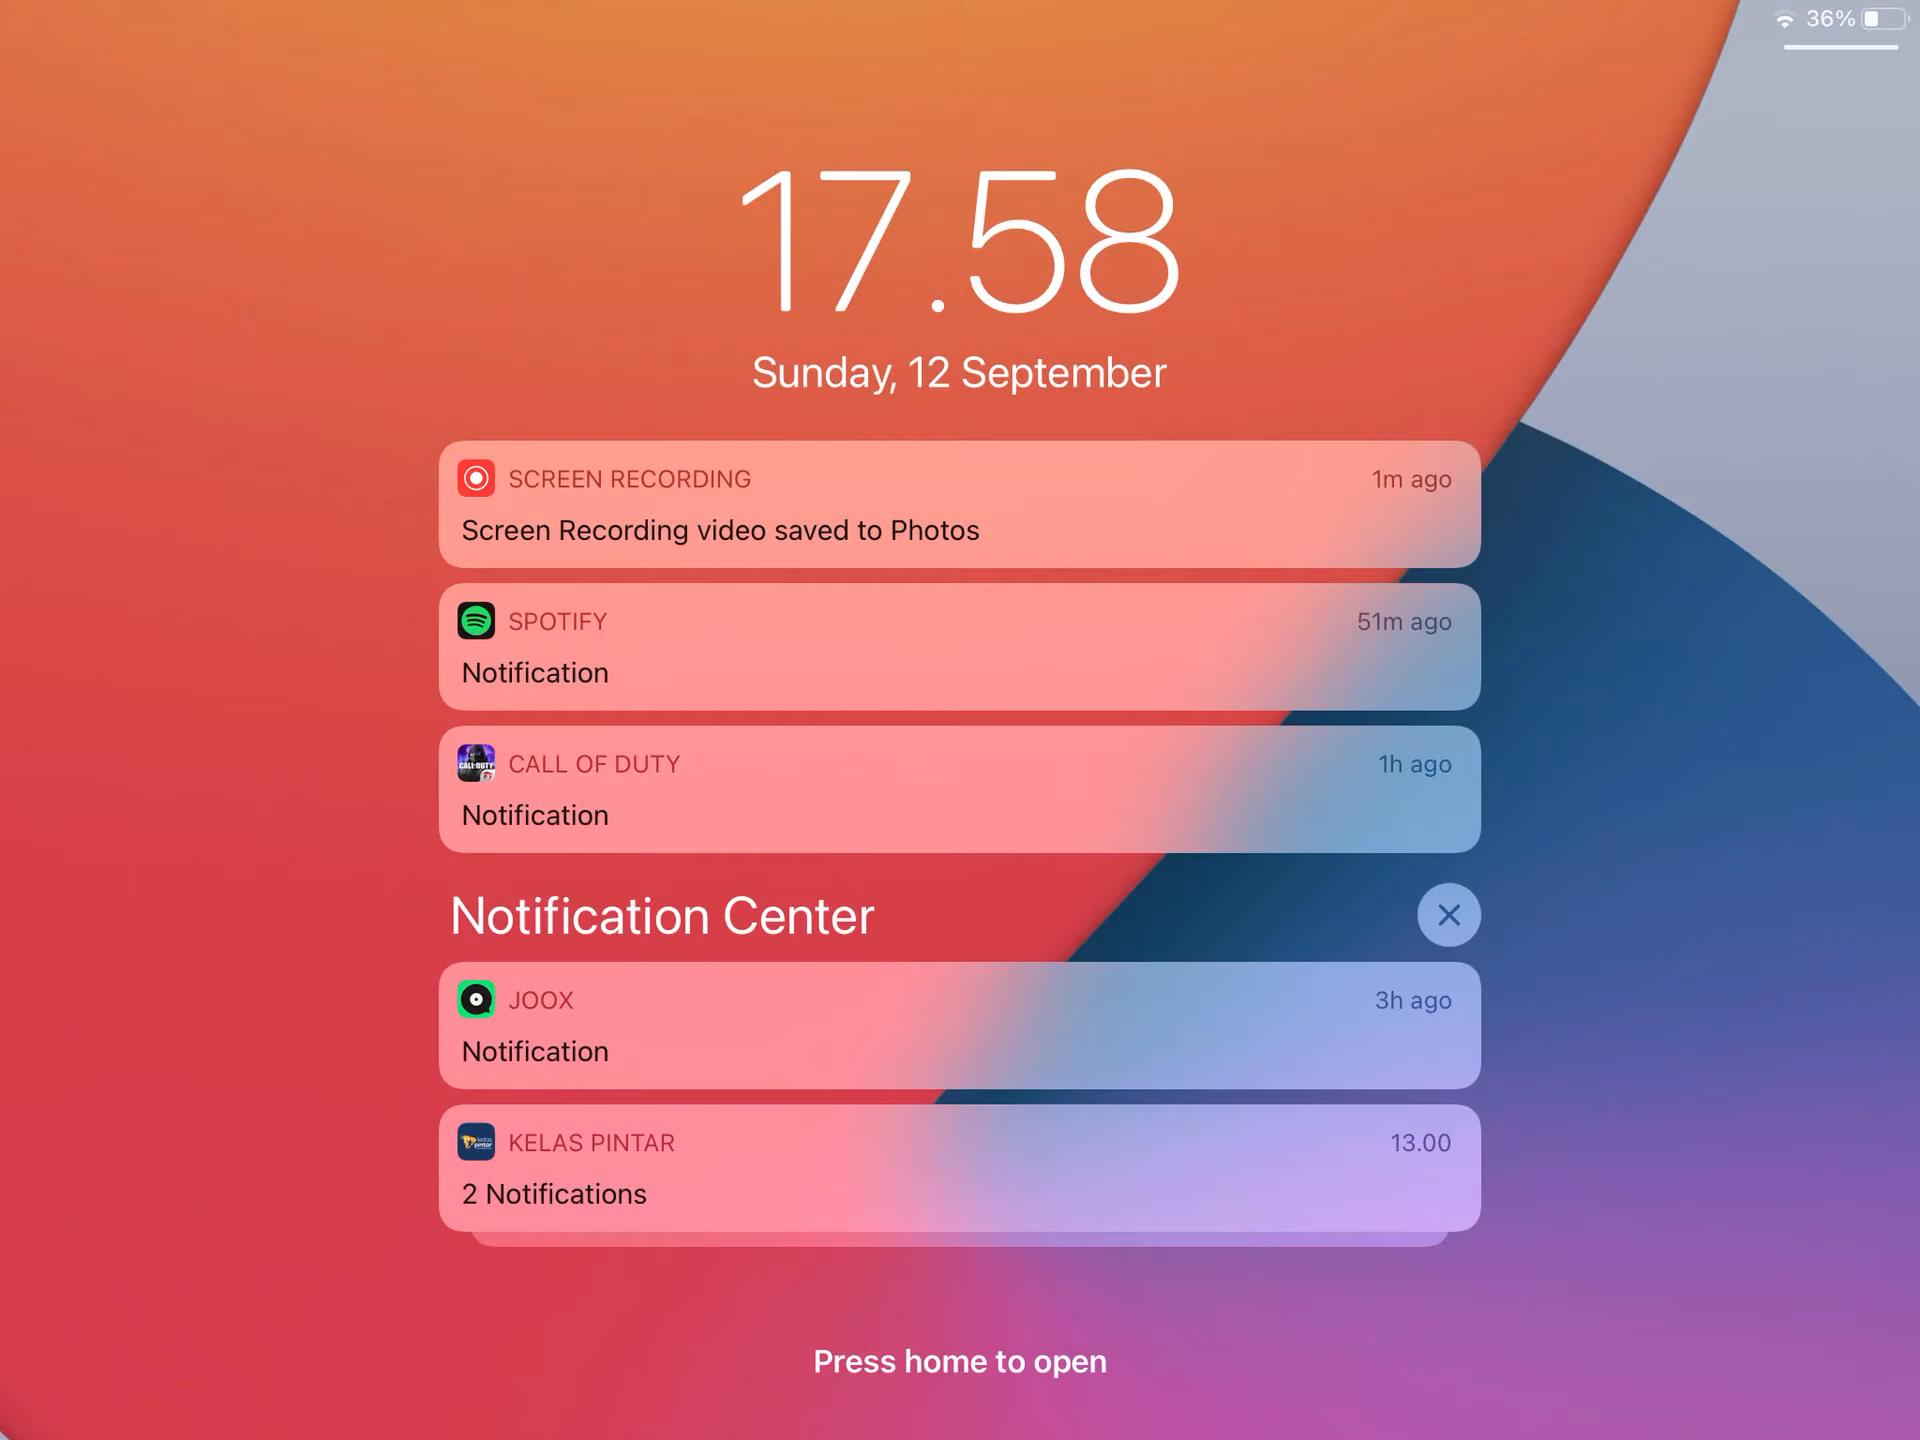 36%
17.58
Sunday, 12 September
SCREEN RECORDING 1m ago
Screen Recording video saved to Photos
SPOTIFY 51m ago
Notification
CALL OF DUTY 1h ago
Notification
Notification Center
JOOX 3h ago
Notification
KELAS PINTAR 13.00
2 Notifications
Press home to open